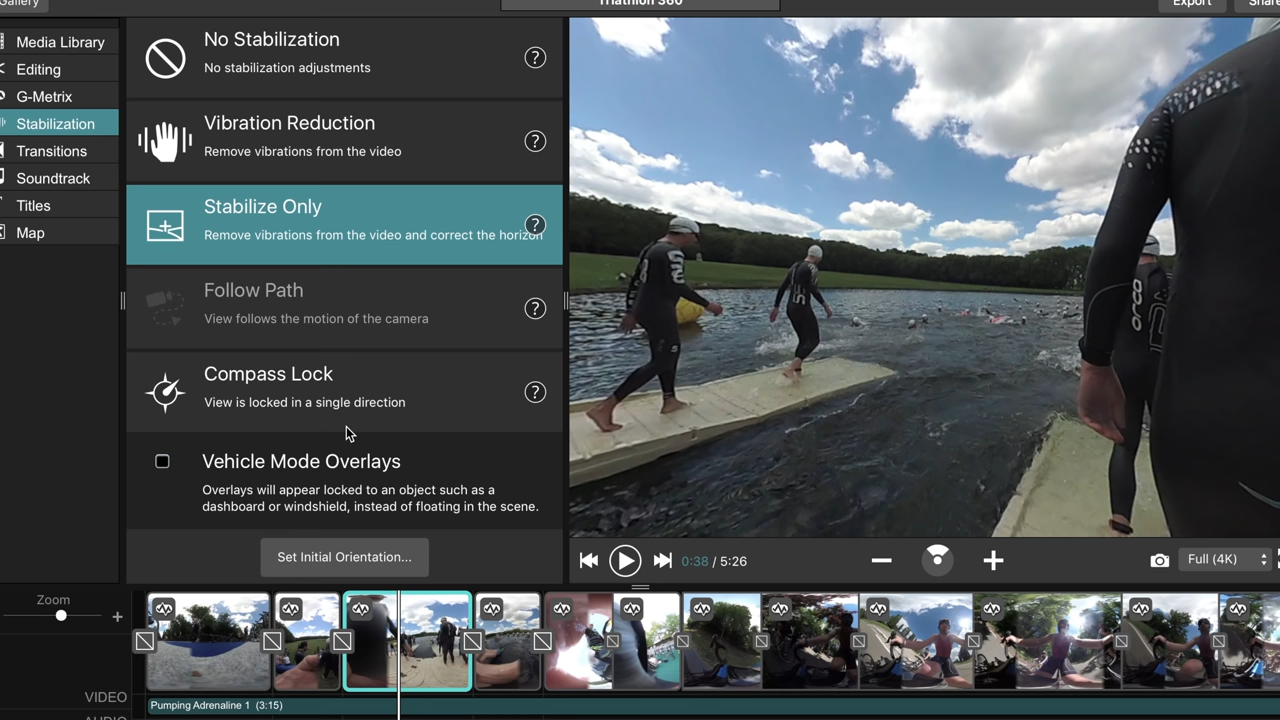 Gallery
Triathlon 360
Export
Share
Media Library
Editing
G-Metrix
Stabilization
Transitions
Soundtrack
Titles
Map
No Stabilization
No stabilization adjustments
?
Vibration Reduction
Remove vibrations from the video
?
Stabilize Only
Remove vibrations from the video and correct the horizon
?
Follow Path
View follows the motion of the camera
?
Compass Lock
View is locked in a single direction
?
Vehicle Mode Overlays
Overlays will appear locked to an object such as a
dashboard or windshield, instead of floating in the scene.
Set Initial Orientation...
orca
0:38 / 5:26
Full (4K)
Zoom
VIDEO
Pumping Adrenaline 1 (3:15)
AUDIO